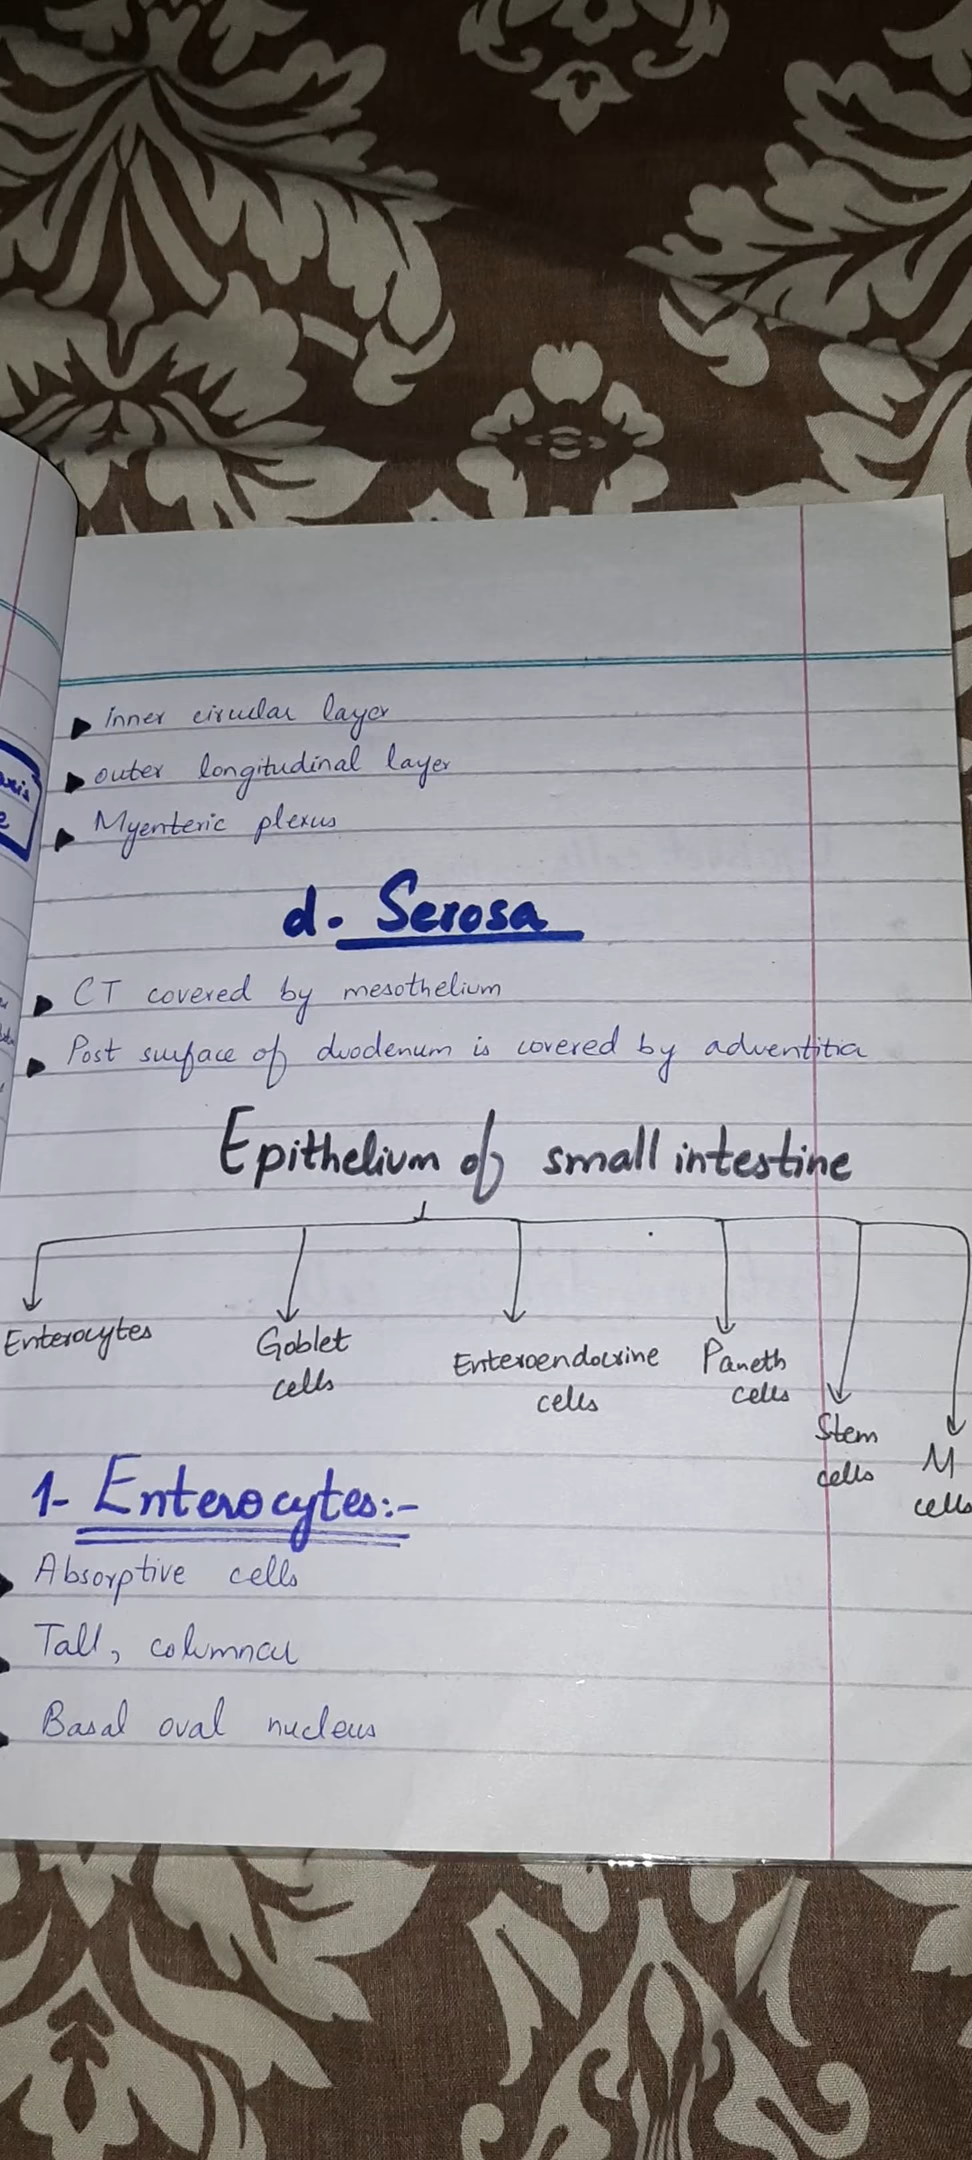 ▶ inner circular layer
▶ outer longitudinal layer
▶ Myenteric plexus
d. Serosa
▶ CT covered by mesothelium
▶ Post surface of duodenum is covered by adventitia
Epithelium of small intestine
Enterocytes
Goblet cells
Enteroendocrine cells
Paneth cells
Stem cells
M cells
1- Enterocytes:-
Absorptive cells
Tall, columnar
Basal oval nucleus